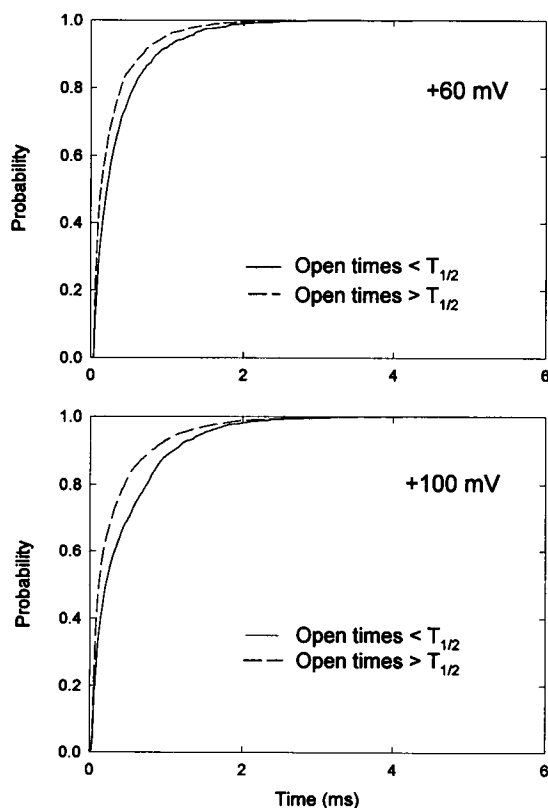 1.0
0.8
0.6
0.4
0.2
0.0
Probability
+60 mV
Open times < T1/2
Open times > T1/2
0 2 4 6
1.0
0.8
0.6
0.4
0.2
0.0
Probability
+100 mV
Open times < T1/2
Open times > T1/2
0 2 4 6
Time (ms)